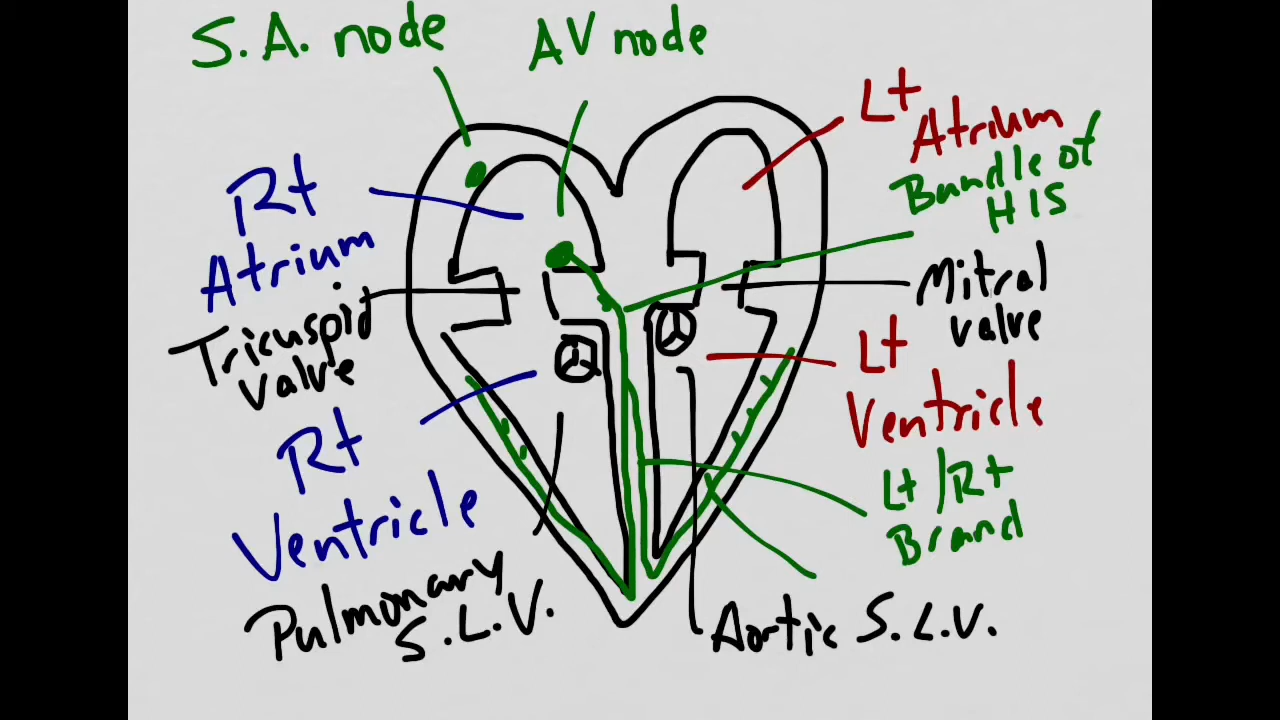 S.A. node
AV node
Lt
Atrium
Bundle of
HIS
Rt
Atrium
Tricuspid
valve
Mitral
valve
Lt
Ventricle
Rt
Ventricle
Lt/Rt
Brand
Pulmonary
S.L.V.
Aortic S.L.V.